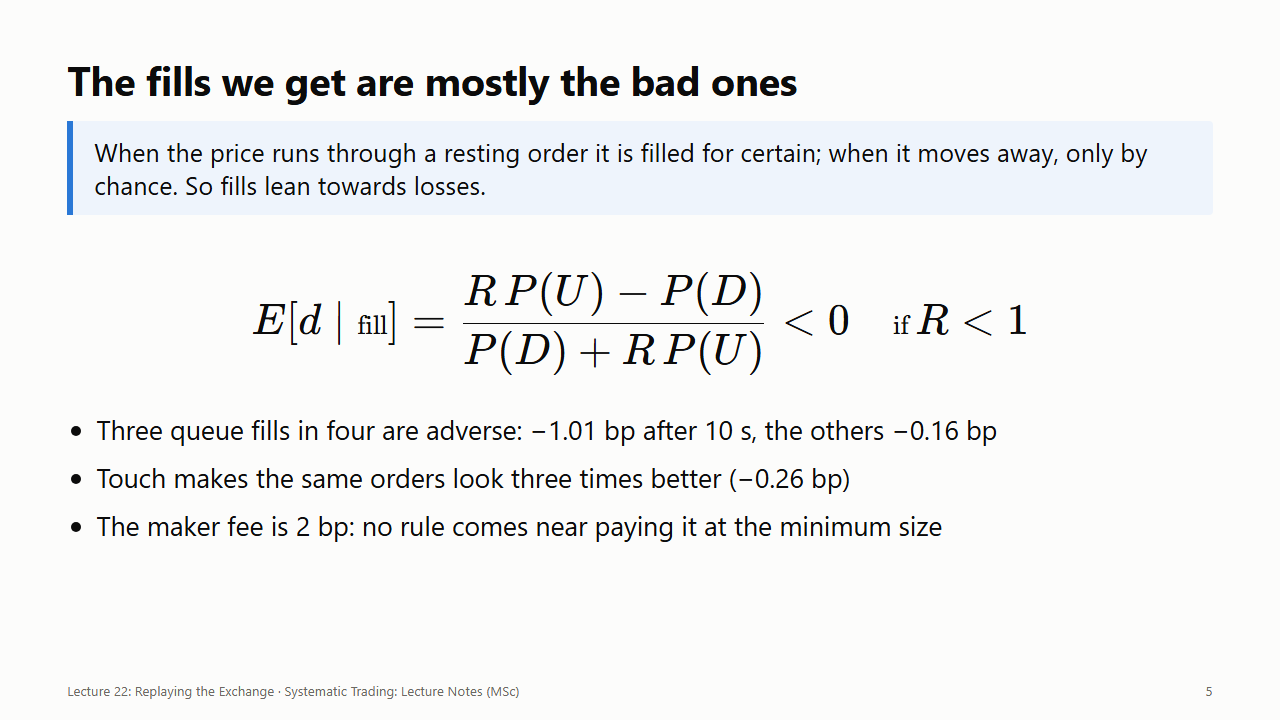 The fills we get are mostly the bad ones
When the price runs through a resting order it is filled for certain; when it moves away, only by
chance. So fills lean towards losses.
E[d | fill] = \frac{R P(U) − P(D)}{P(D) + R P(U)} < 0 if R < 1
• Three queue fills in four are adverse: −1.01 bp after 10 s, the others −0.16 bp
• Touch makes the same orders look three times better (−0.26 bp)
• The maker fee is 2 bp: no rule comes near paying it at the minimum size
Lecture 22: Replaying the Exchange · Systematic Trading: Lecture Notes (MSc)
5